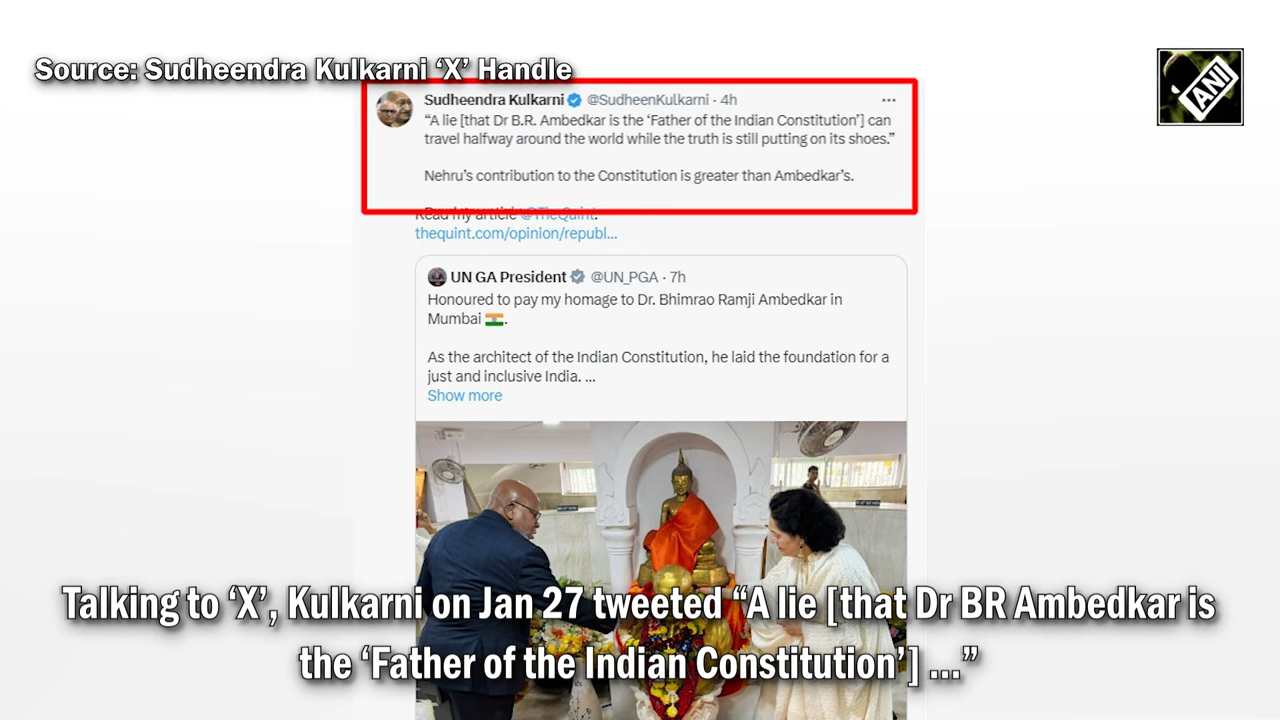 Source: Sudheendra Kulkarni ‘X’ Handle
ANI
Sudheendra Kulkarni @SudheenKulkarni · 4h
“A lie [that Dr B.R. Ambedkar is the ‘Father of the Indian Constitution’] can
travel halfway around the world while the truth is still putting on its shoes.”
Nehru’s contribution to the Constitution is greater than Ambedkar’s.
Read my article @TheQuint.
thequint.com/opinion/republ...
UN GA President @UN_PGA · 7h
Honoured to pay my homage to Dr. Bhimrao Ramji Ambedkar in
Mumbai 🇮🇳.
As the architect of the Indian Constitution, he laid the foundation for a
just and inclusive India. ...
Show more
Talking to ‘X’, Kulkarni on Jan 27 tweeted “A lie [that Dr BR Ambedkar is
the ‘Father of the Indian Constitution’] ...”